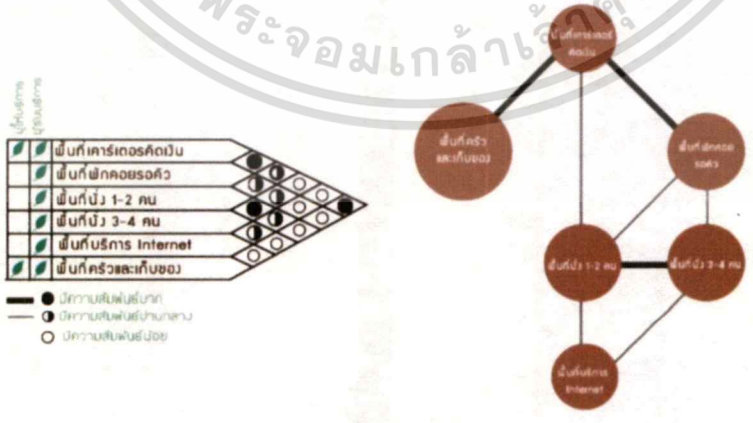 พระจอมเกล้าเจ้าคุ
ผู้ให้บริการ
ผู้รับบริการ
พื้นที่เคาร์เตอรคิดเงิน
พื้นที่พักคอยรอคิว
พื้นที่นั่ง 1-2 คน
พื้นที่นั่ง 3-4 คน
พื้นที่บริการ Internet
พื้นที่ครัวและเก็บของ
มีความสัมพันธ์มาก
มีความสัมพันธ์ปานกลาง
มีความสัมพันธ์น้อย
พื้นที่เคาร์เตอร์
คิดเงิน
พื้นที่ครัว
และเก็บของ
พื้นที่พักคอย
รอคิว
พื้นที่นั่ง 1-2 คน
พื้นที่นั่ง 3-4 คน
พื้นที่บริการ
Internet